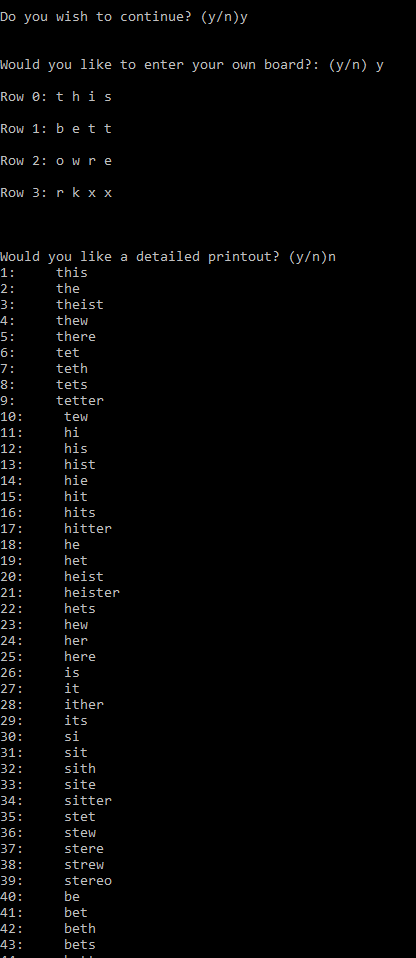 Do you wish to continue? (y/n)y
Would you like to enter your own board?: (y/n) y
Row 0: t h i s
Row 1: b e t t
Row 2: o w r e
Row 3: r k x x
Would you like a detailed printout? (y/n)n
1: this
2: the
3: theist
4: thew
5: there
6: tet
7: teth
8: tets
9: tetter
10: tew
11: hi
12: his
13: hist
14: hie
15: hit
16: hits
17: hitter
18: he
19: het
20: heist
21: heister
22: hets
23: hew
24: her
25: here
26: is
27: it
28: ither
29: its
30: si
31: sit
32: sith
33: site
34: sitter
35: stet
36: stew
37: stere
38: strew
39: stereo
40: be
41: bet
42: beth
43: bets